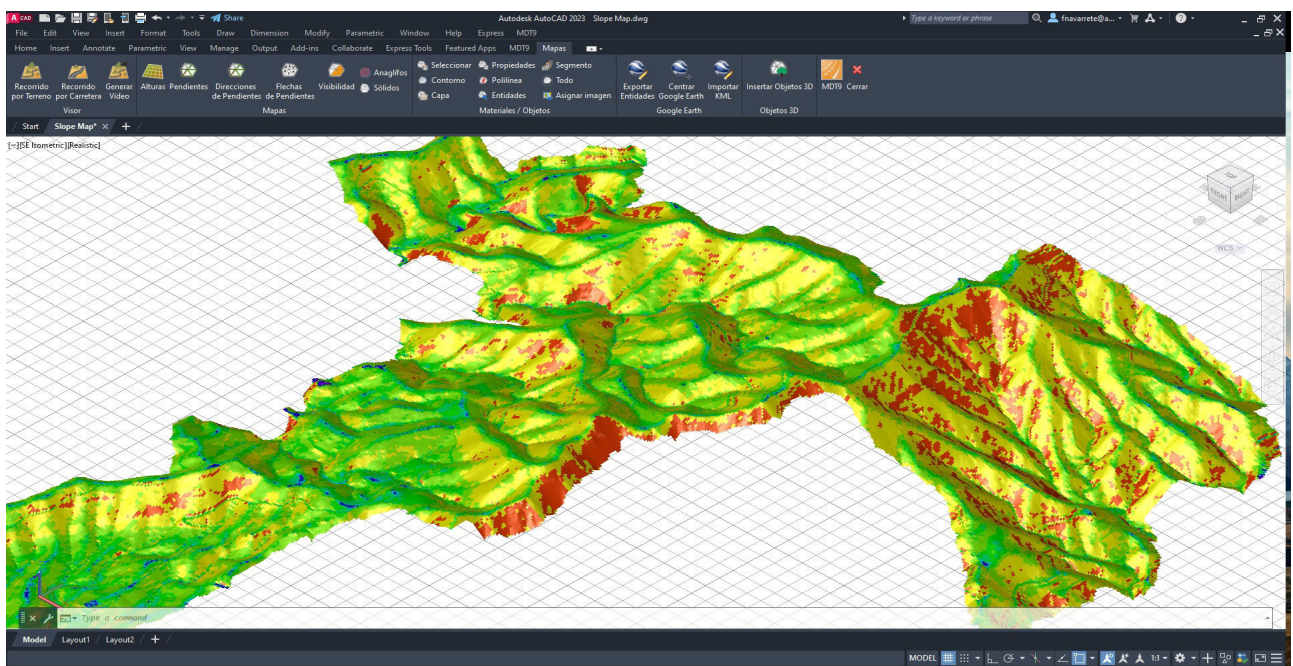 A CAD Share Autodesk AutoCAD 2023 Slope Map.dwg Type a keyword or phrase fnavarrete@a...
File Edit View Insert Format Tools Draw Dimension Modify Parametric Window Help Express MDT9
Home Insert Annotate Parametric View Manage Output Add-ins Collaborate Express Tools Featured Apps MDT9 Mapas
Seleccionar Propiedades Segmento
Anaglifos Contorno Polilínea Todo
Sólidos Capa Entidades Asignar imagen
Recorrido Recorrido Generar Alturas Pendientes Direcciones Flechas Visibilidad Exportar Centrar Importar Insertar Objetos 3D MDT9 Cerrar
por Terreno por Carretera Vídeo de Pendientes de Pendientes Entidades Google Earth KML
Visor Mapas Materiales / Objetos Google Earth Objetos 3D
Start Slope Map*
[−][SE Isometric][Realistic]
TOP
FRONT RIGHT
WCS
Type a command
Model Layout1 Layout2
MODEL 1:1